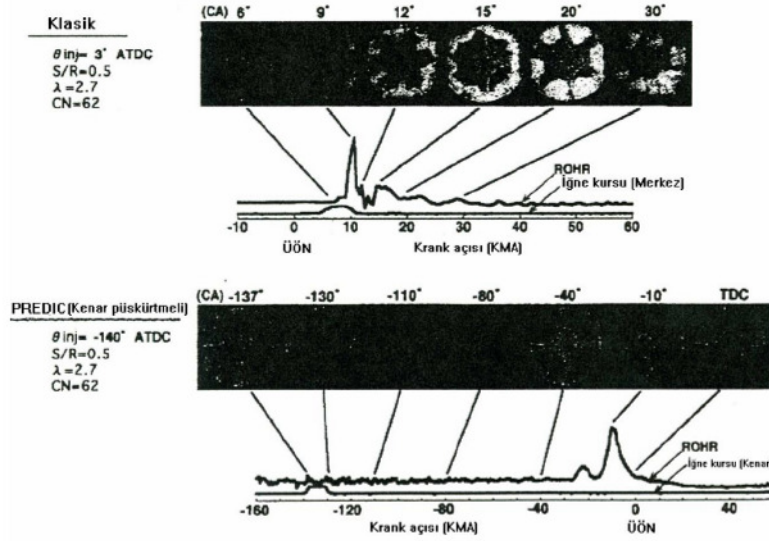 Klasik
θ inj= 3° ATDC
S/R=0.5
λ=2.7
CN=62
(CA) 6° 9° 12° 15° 20° 30°
ROHR
İğne kursu (Merkez)
-10 0 10 20 30 40 50 60
ÜÖN Krank açısı (KMA)
PREDIC(Kenar püskürtmeli)
θ inj= -140° ATDC
S/R=0.5
λ=2.7
CN=62
(CA) -137° -130° -110° -80° -40° -10° TDC
ROHR
İğne kursu (Kenar
-160 -120 -80 -40 0 40
Krank açısı (KMA) ÜÖN